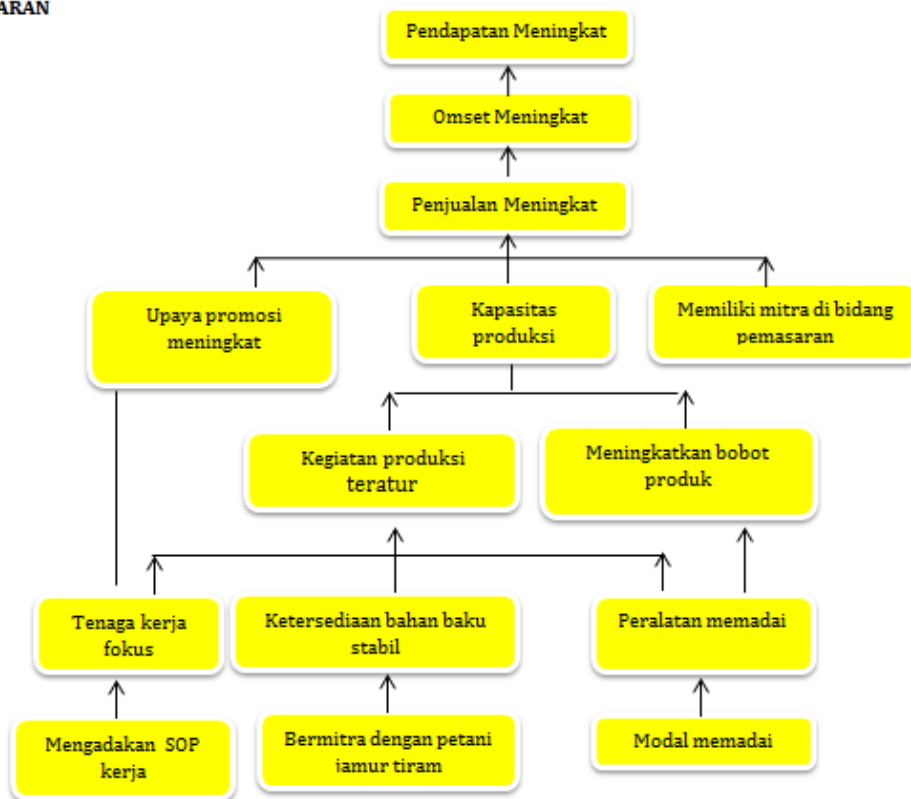 ARAN
Pendapatan Meningkat
Omset Meningkat
Penjualan Meningkat
Upaya promosi
meningkat
Kapasitas
produksi
Memiliki mitra di bidang
pemasaran
Kegiatan produksi
teratur
Meningkatkan bobot
produk
Tenaga kerja
fokus
Ketersediaan bahan baku
stabil
Peralatan memadai
Mengadakan SOP
kerja
Bermitra dengan petani
jamur tiram
Modal memadai